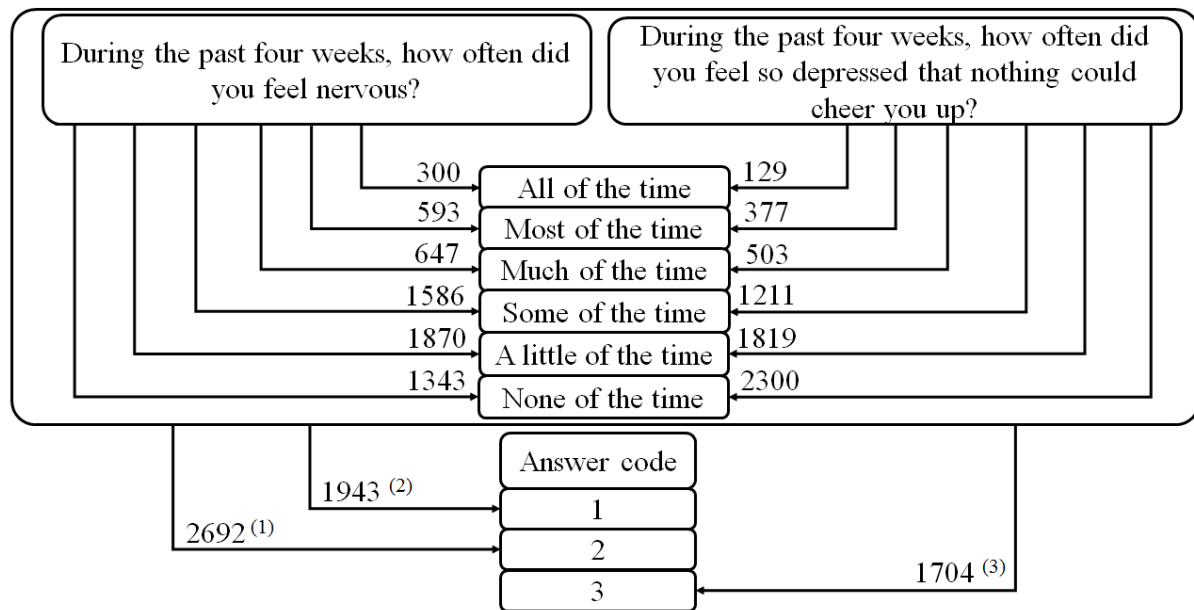 During the past four weeks, how often did
you feel nervous?
During the past four weeks, how often did
you feel so depressed that nothing could
cheer you up?
300 All of the time 129
593 Most of the time 377
647 Much of the time 503
1586 Some of the time 1211
1870 A little of the time 1819
1343 None of the time 2300
Answer code
1943 (2) 1
2692 (1) 2
3 1704 (3)